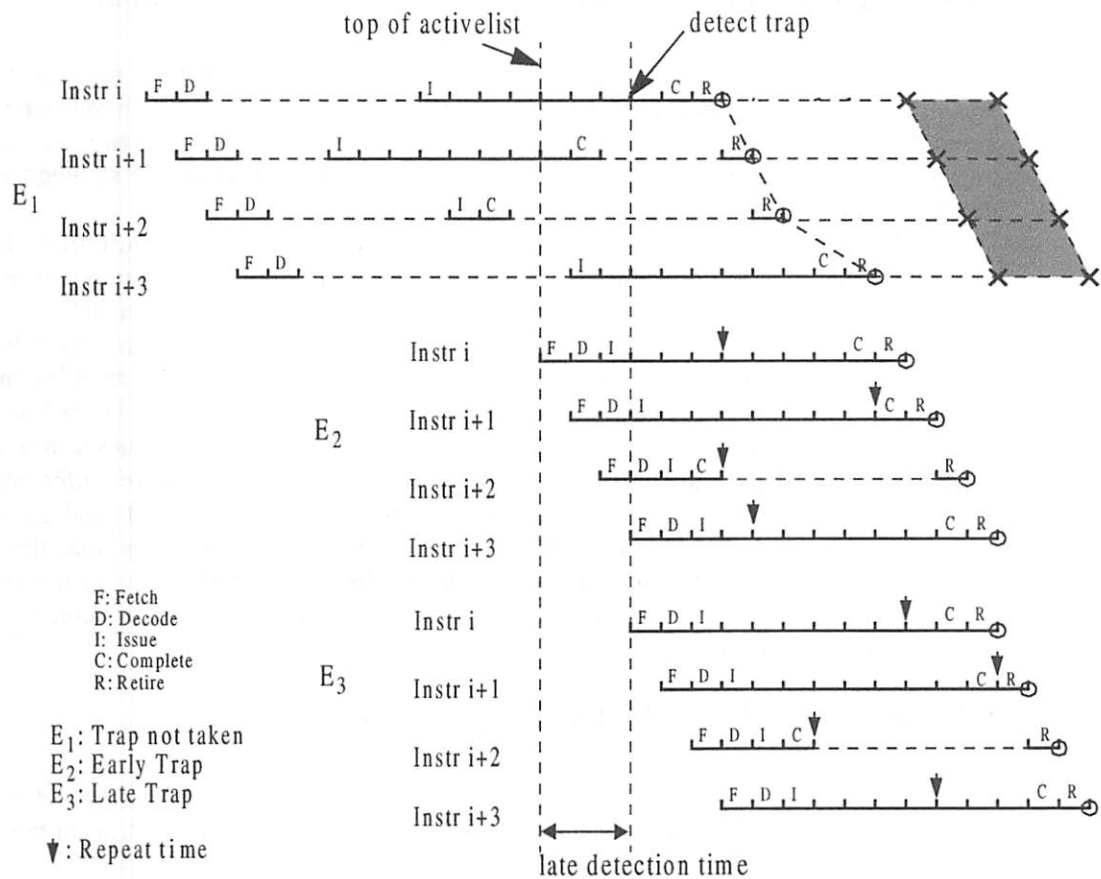 top of activelist detect trap
Instr i F D I C R
Instr i+1 F D I C R
E1
Instr i+2 F D I C R
Instr i+3 F D I C R
Instr i F D I C R
Instr i+1 F D I C R
E2
Instr i+2 F D I C R
Instr i+3 F D I C R
F: Fetch
D: Decode
I: Issue
C: Complete
R: Retire
Instr i F D I C R
E3
Instr i+1 F D I C R
Instr i+2 F D I C R
Instr i+3 F D I C R
E1: Trap not taken
E2: Early Trap
E3: Late Trap
: Repeat time
late detection time